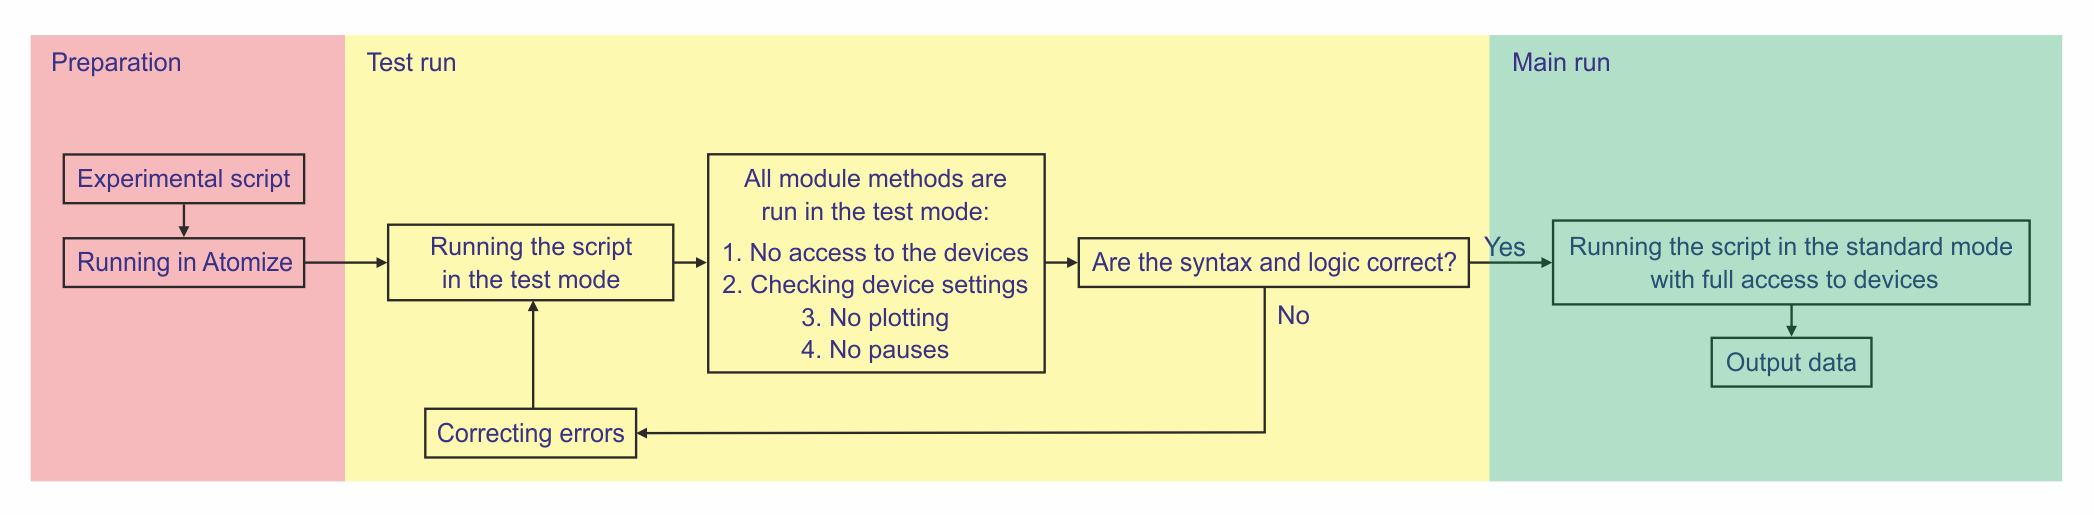 Preparation
Experimental script
Running in Atomize
Test run
Running the script
in the test mode
All module methods are
run in the test mode:
1. No access to the devices
2. Checking device settings
3. No plotting
4. No pauses
Are the syntax and logic correct?
Yes
No
Correcting errors
Main run
Running the script in the standard mode
with full access to devices
Output data